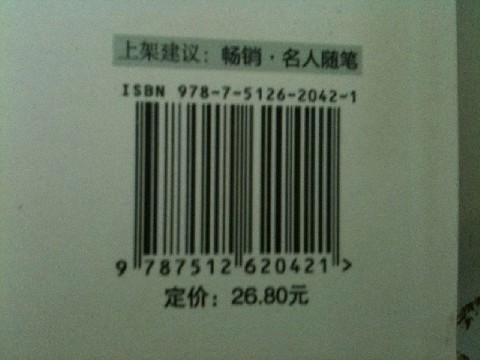 上架建议：畅销·名人随笔
ISBN 978-7-5126-2042-1
9 787512 620421 >
定价：26.80元